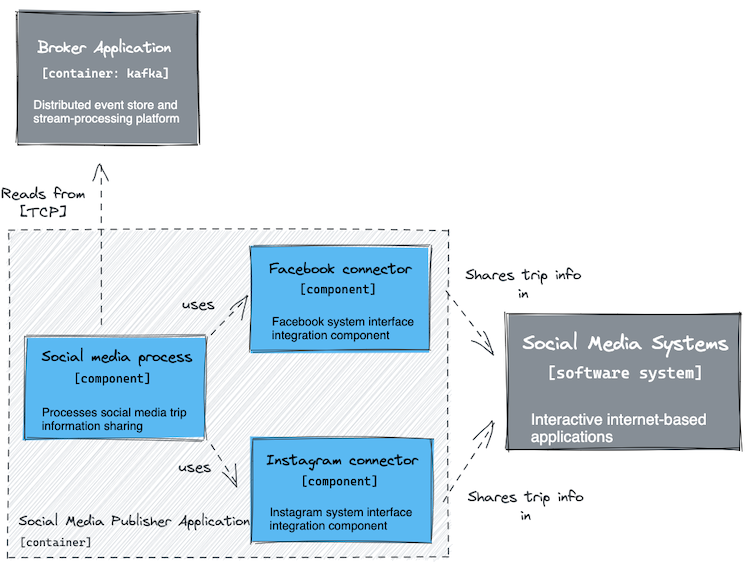 Broker Application
[container: kafka]
Distributed event store and
stream-processing platform
Reads from
[TCP]
Facebook connector
[component]
Facebook system interface
integration component
Shares trip info
in
uses
Social Media Systems
[software system]
Interactive internet-based
applications
Social media process
[component]
Processes social media trip
information sharing
uses
Instagram connector
[component]
Instagram system interface
integration component
Shares trip info
in
Social Media Publisher Application
[container]